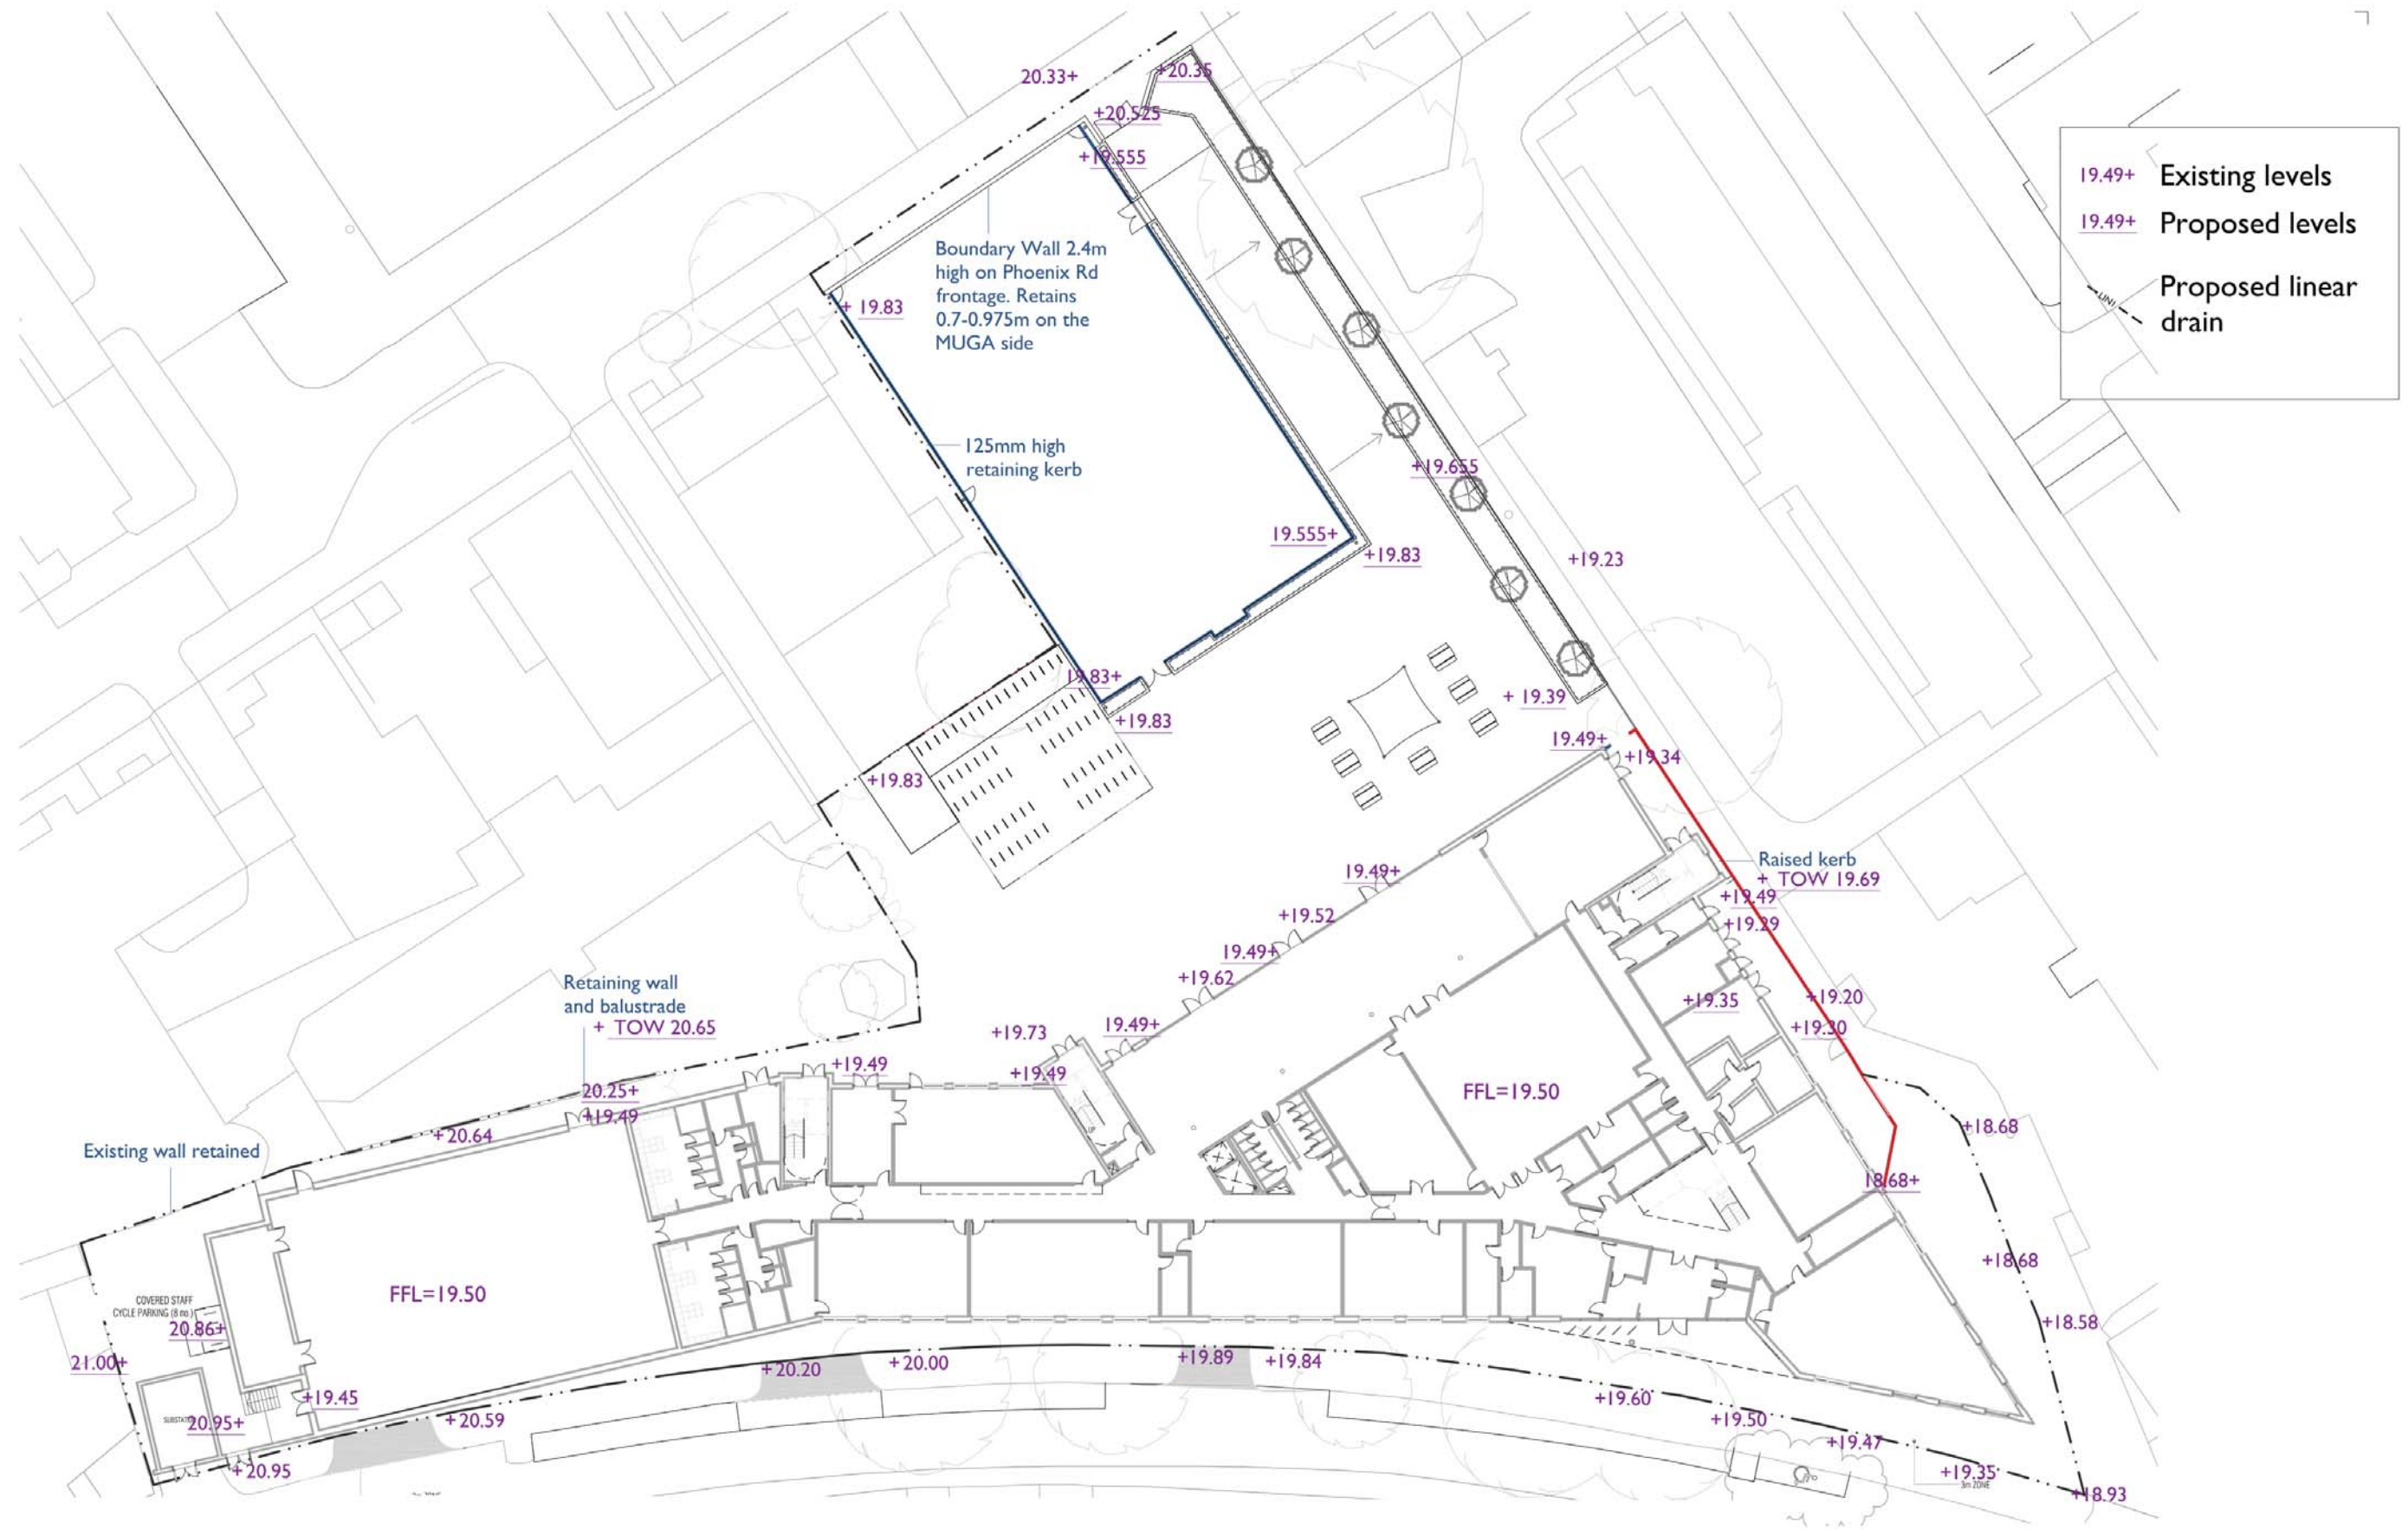 20.33+
+20.35
+20.525
+19.555
19.49+ Existing levels
19.49+ Proposed levels
Proposed linear
drain
Boundary Wall 2.4m
high on Phoenix Rd
frontage. Retains
0.7-0.975m on the
MUGA side
+ 19.83
125mm high
retaining kerb
+19.655
19.555+
+19.83
+19.23
19.83+
+19.83
+ 19.39
19.49+
+19.34
+19.83
Raised kerb
+ TOW 19.69
+19.49
+19.29
19.49+
+19.52
19.49+
+19.62
+19.35
+19.20
+19.30
Retaining wall
and balustrade
+ TOW 20.65
+19.73
19.49+
+19.49
+19.49
20.25+
+19.49
FFL=19.50
+20.64
+18.68
Existing wall retained
18.68+
+18.68
FFL=19.50
COVERED STAFF
CYCLE PARKING (8 no.)
20.86+
21.00+
+18.58
+20.20
+20.00
+19.89
+19.84
+19.45
+19.60
20.95+
+20.59
+19.50
+19.47
+20.95
+19.35
3m ZONE
+18.93